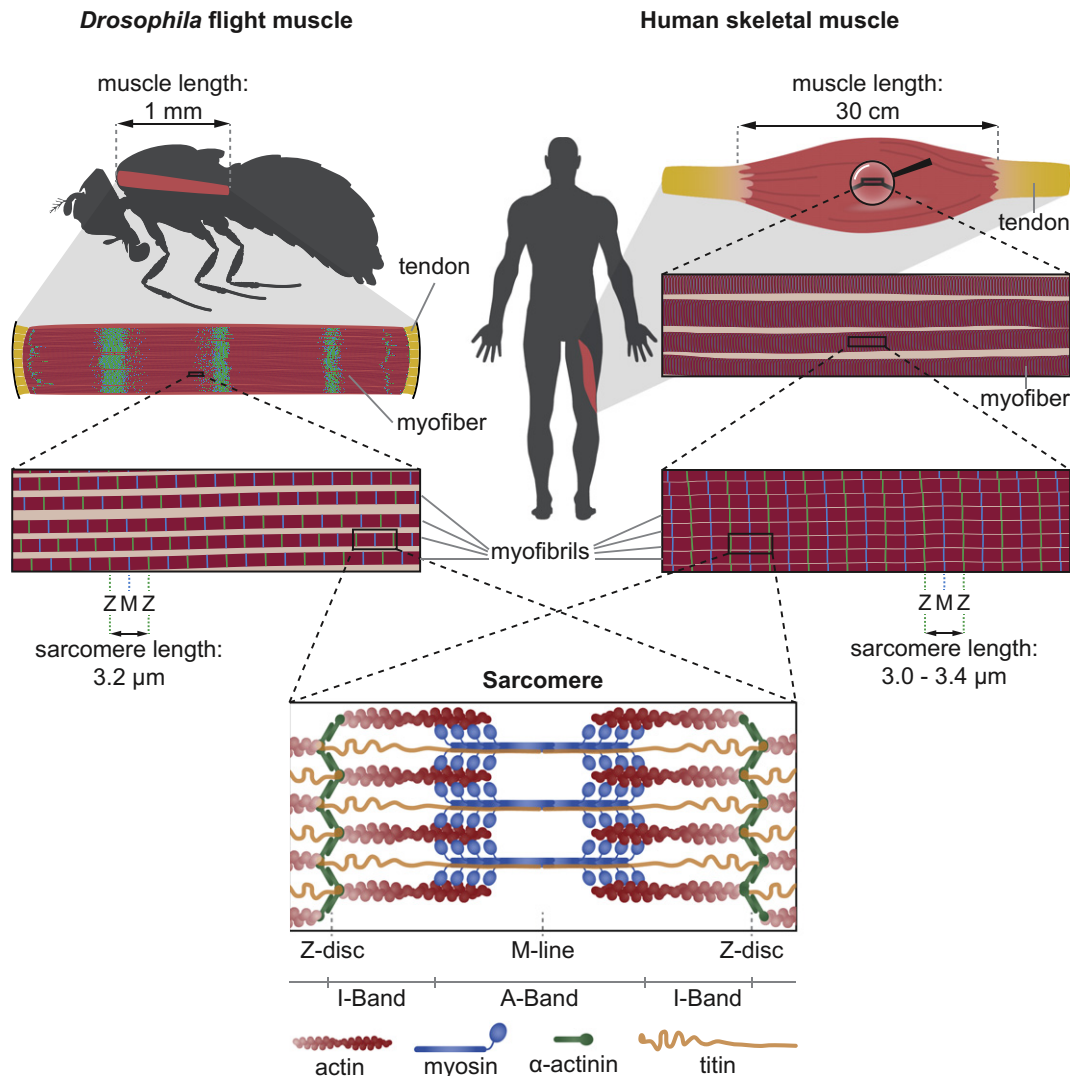 Drosophila flight muscle
Human skeletal muscle
muscle length:
1 mm
muscle length:
30 cm
tendon
tendon
myofiber
myofiber
myofibrils
Z M Z
sarcomere length:
3.2 µm
Z M Z
sarcomere length:
3.0 - 3.4 µm
Sarcomere
Z-disc
M-line
Z-disc
I-Band
A-Band
I-Band
actin
myosin
α-actinin
titin